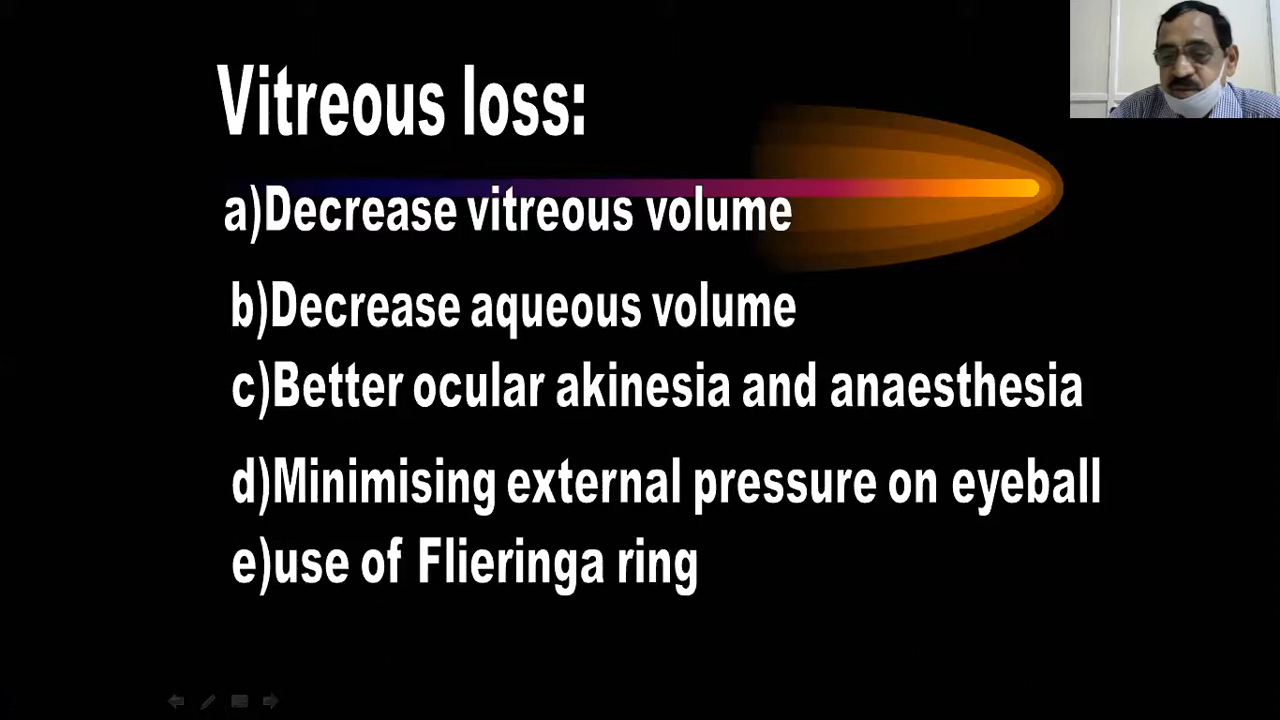 Vitreous loss:
a)Decrease vitreous volume
b)Decrease aqueous volume
c)Better ocular akinesia and anaesthesia
d)Minimising external pressure on eyeball
e)use of Flieringa ring